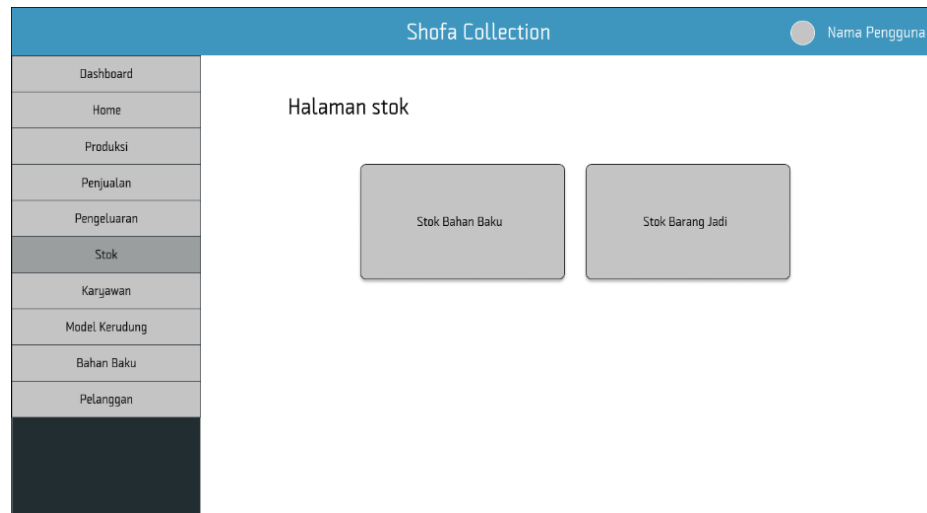 Shofa Collection
Nama Pengguna
Dashboard
Home
Produksi
Penjualan
Pengeluaran
Stok
Karyawan
Model Kerudung
Bahan Baku
Pelanggan
Halaman stok
Stok Bahan Baku
Stok Barang Jadi